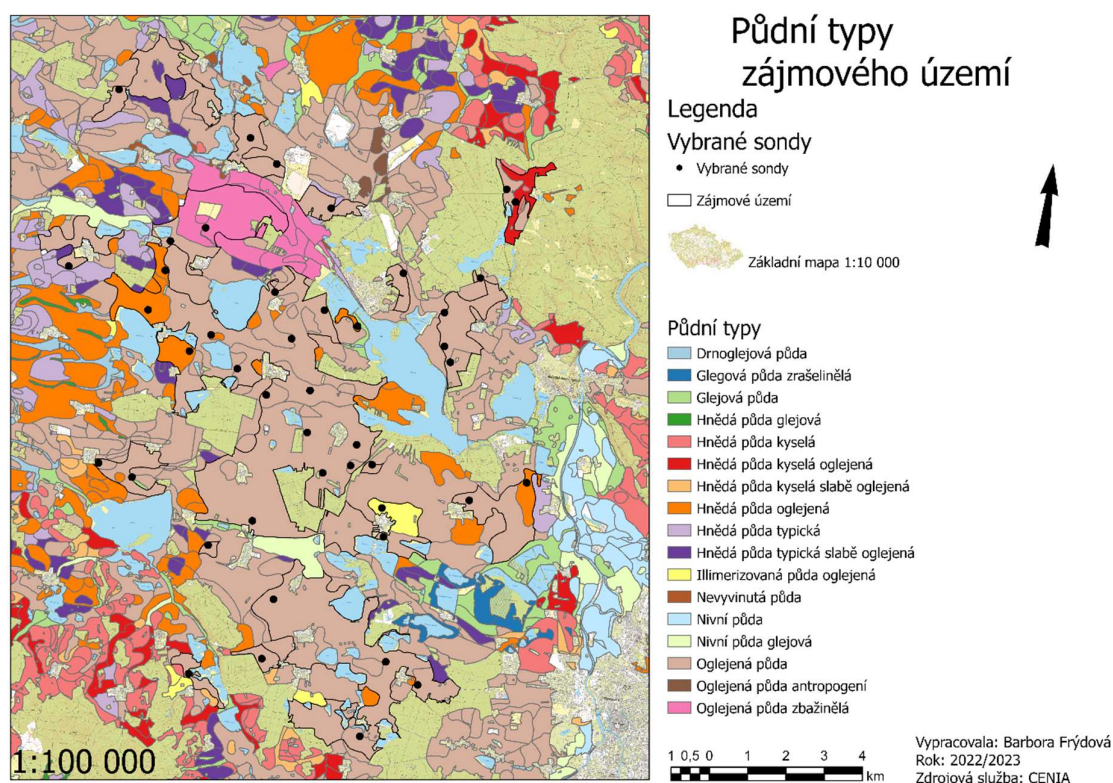 Půdní typy
zájmového území
Legenda
Vybrané sondy
Vybrané sondy
Zájmové území
Základní mapa 1:10 000
Půdní typy
Drnoglejová půda
Glegová půda zrašelinělá
Glejová půda
Hnědá půda glejová
Hnědá půda kyselá
Hnědá půda kyselá oglejená
Hnědá půda kyselá slabě oglejená
Hnědá půda oglejená
Hnědá půda typická
Hnědá půda typická slabě oglejená
Illimerizovaná půda oglejená
Nevyvinutá půda
Nivní půda
Nivní půda glejová
Oglejená půda
Oglejená půda antropogení
Oglejená půda zbažinělá
1:100 000
1 0,5 0 1 2 3 4
km
Vypracovala: Barbora Frýdová
Rok: 2022/2023
Zdrojová služba: CENIA